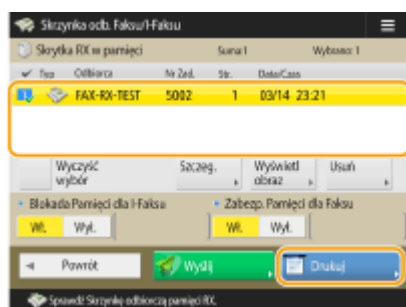 Skrzynka odb. Faksu/I-Faksu
Skrytka RX w pamięci Suma:1 Wybrano: 1
Typ Odbiorca Nr Zad. Str. Data/Czas
FAX-RX-TEST 5002 1 03/14 23:21
Wyczyść wybór Szczeg. Wyświetl obraz Usuń
Blokada Pamięci dla I-Faksu Zabezp. Pamięci dla Faksu
Wł. Wył. Wł. Wył.
Powrót Wyślij Drukuj
Sprawdź Skrzynkę odbiorczą pamięci RX.